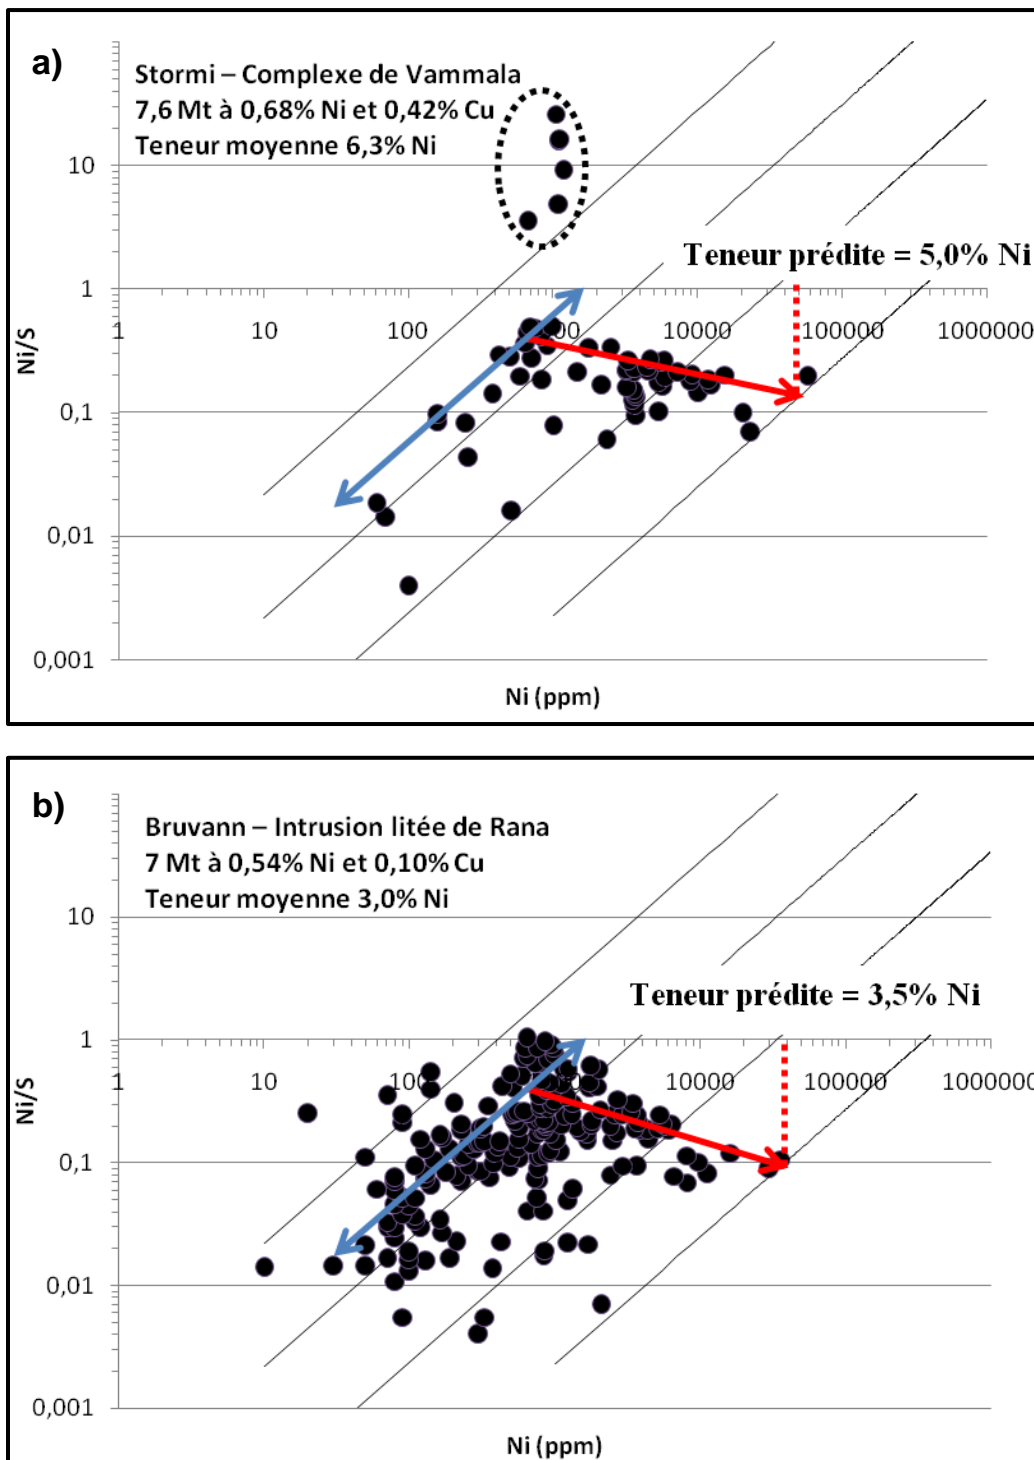 a)
Stormi – Complexe de Vammala
7,6 Mt à 0,68% Ni et 0,42% Cu
Teneur moyenne 6,3% Ni
10
Teneur prédite = 5,0% Ni
1
1 10 100 1000 10000 100000 1000000
Ni/S
0,1
0,01
0,001
Ni (ppm)
b)
Bruvann – Intrusion litée de Rana
7 Mt à 0,54% Ni et 0,10% Cu
Teneur moyenne 3,0% Ni
10
Teneur prédite = 3,5% Ni
1
1 10 100 1000 10000 100000 1000000
Ni/S
0,1
0,01
0,001
Ni (ppm)